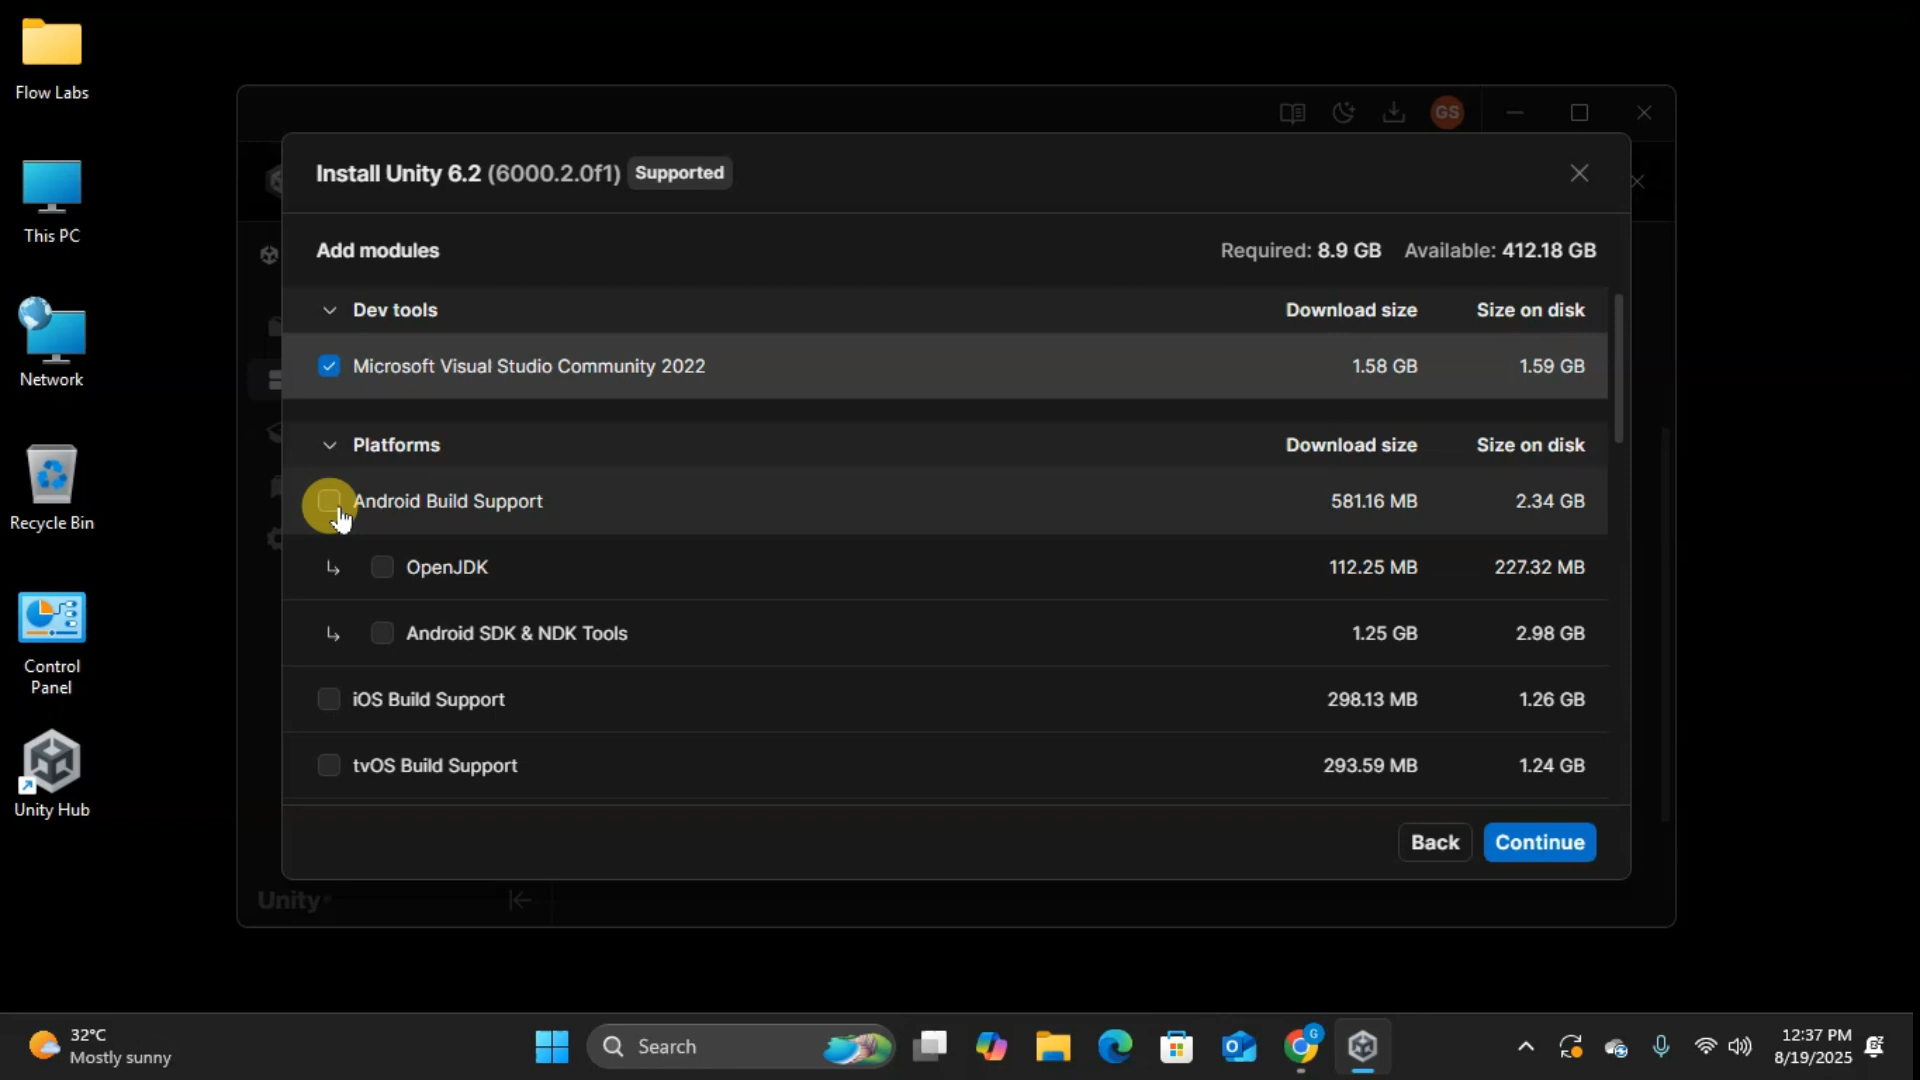 Flow Labs
This PC
Network
Recycle Bin
Control
Panel
Unity Hub
GS
Install Unity 6.2 (6000.2.0f1) Supported
Add modules Required: 8.9 GB Available: 412.18 GB
Dev tools Download size Size on disk
Microsoft Visual Studio Community 2022 1.58 GB 1.59 GB
Platforms Download size Size on disk
Android Build Support 581.16 MB 2.34 GB
OpenJDK 112.25 MB 227.32 MB
Android SDK & NDK Tools 1.25 GB 2.98 GB
iOS Build Support 298.13 MB 1.26 GB
tvOS Build Support 293.59 MB 1.24 GB
Back Continue
Unity
32°C
Mostly sunny
Search
G
12:37 PM
8/19/2025